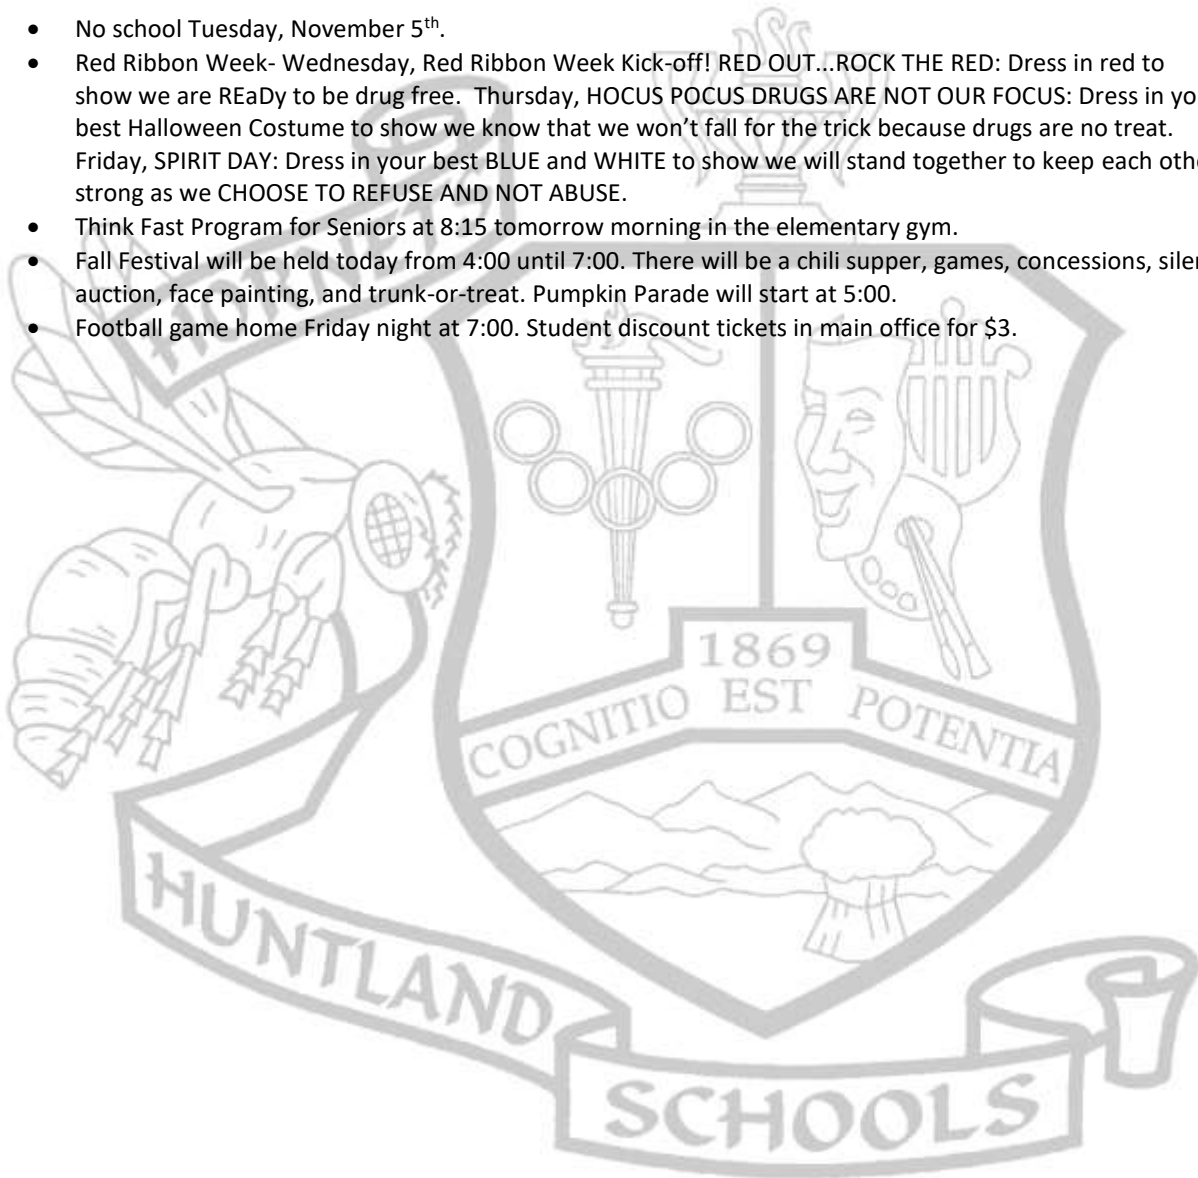 • No school Tuesday, November 5th.
• Red Ribbon Week- Wednesday, Red Ribbon Week Kick-off! RED OUT...ROCK THE RED: Dress in red to
show we are REaDy to be drug free.  Thursday, HOCUS POCUS DRUGS ARE NOT OUR FOCUS: Dress in yo
best Halloween Costume to show we know that we won't fall for the trick because drugs are no treat.
Friday, SPIRIT DAY: Dress in your best BLUE and WHITE to show we will stand together to keep each othe
strong as we CHOOSE TO REFUSE AND NOT ABUSE.
• Think Fast Program for Seniors at 8:15 tomorrow morning in the elementary gym.
• Fall Festival will be held today from 4:00 until 7:00. There will be a chili supper, games, concessions, silen
auction, face painting, and trunk-or-treat. Pumpkin Parade will start at 5:00.
• Football game home Friday night at 7:00. Student discount tickets in main office for $3.
HORNETS
1869
COGNITIO EST POTENTIA
HUNTLAND
SCHOOLS